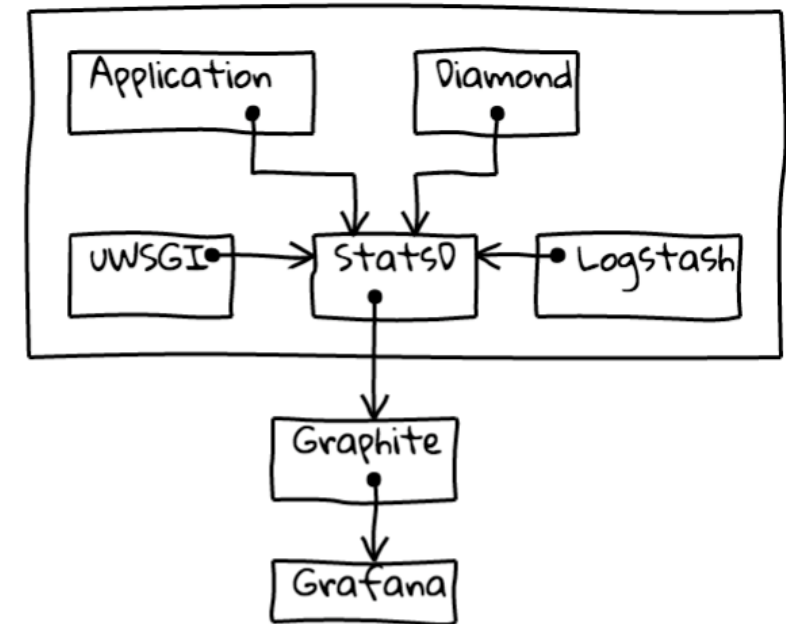 Application
Diamond
uWSGI
StatsD
Logstash
Graphite
Grafana